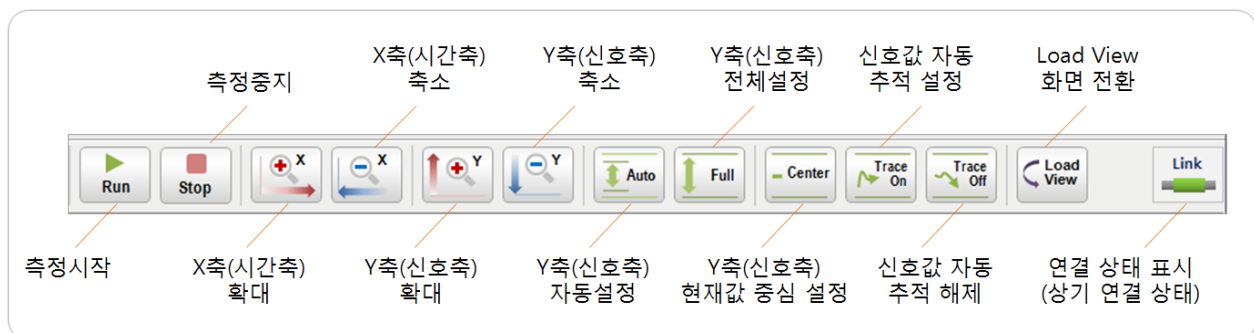 측정중지
X축(시간축)
축소
Y축(신호축)
축소
Y축(신호축)
전체설정
신호값 자동
추적 설정
Load View
화면 전환
Run
Stop
X
X
Y
Y
Auto
Full
Center
Trace
On
Trace
Off
Load
View
Link
측정시작
X축(시간축)
확대
Y축(신호축)
확대
Y축(신호축)
자동설정
Y축(신호축)
현재값 중심 설정
신호값 자동
추적 해제
연결 상태 표시
(상기 연결 상태)